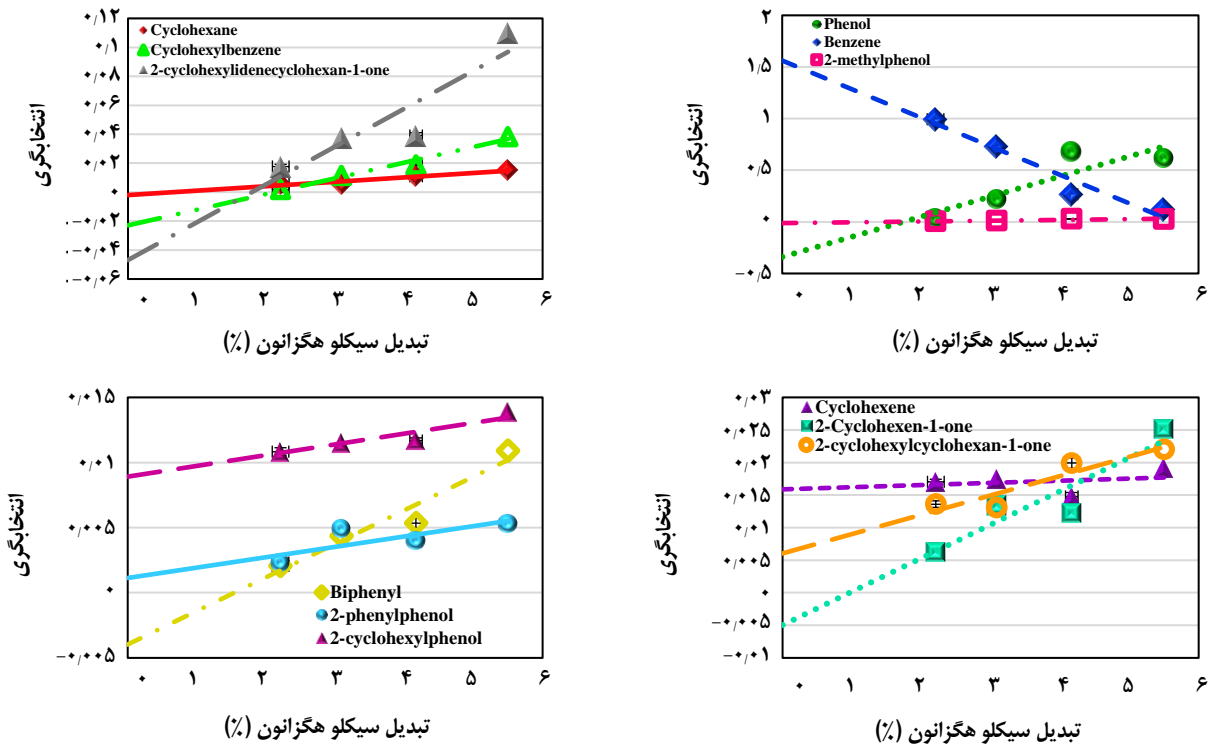 ۰٫۱۲
۰٫۱
۰٫۰۸
۰٫۰۶
۰٫۰۴
۰٫۰۲
۰
۰٫۰۲−
۰٫۰۴−
۰٫۰۶−
Cyclohexane
Cyclohexylbenzene
2-cyclohexylidenecyclohexan-1-one
انتخابگری
۰ ۱ ۲ ۳ ۴ ۵ ۶
تبدیل سیکلو هگزانون (٪)
۲
۱٫۵
۱
۰٫۵
۰
−۰٫۵
Phenol
Benzene
2-methylphenol
انتخابگری
۰ ۱ ۲ ۳ ۴ ۵ ۶
تبدیل سیکلو هگزانون (٪)
۰٫۰۱۵
۰٫۰۱
۰٫۰۰۵
۰
−۰٫۰۰۵
Biphenyl
2-phenylphenol
2-cyclohexylphenol
انتخابگری
۰ ۱ ۲ ۳ ۴ ۵ ۶
تبدیل سیکلو هگزانون (٪)
۰٫۰۳
۰٫۰۲۵
۰٫۰۲
۰٫۰۱۵
۰٫۰۱
۰٫۰۰۵
۰
−۰٫۰۰۵
−۰٫۰۱
Cyclohexene
2-Cyclohexen-1-one
2-cyclohexylcyclohexan-1-one
انتخابگری
۰ ۱ ۲ ۳ ۴ ۵ ۶
تبدیل سیکلو هگزانون (٪)